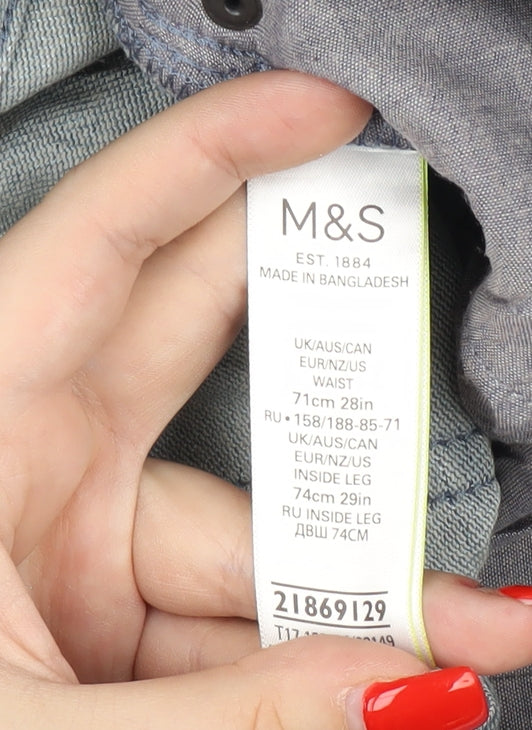 M&S
EST. 1884
MADE IN BANGLADESH
UK/AUS/CAN
EUR/NZ/US
WAIST
71cm 28in
RU•158/188-85-71
UK/AUS/CAN
EUR/NZ/US
INSIDE LEG
74cm 29in
RU INSIDE LEG
ДВШ 74СМ
21869129